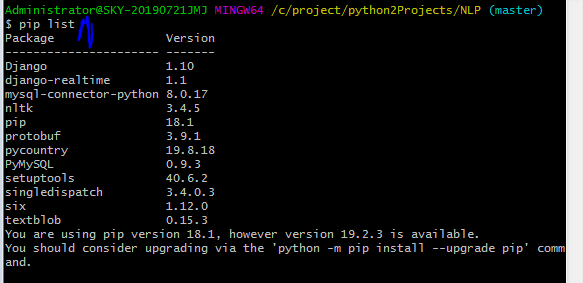 Administrator@SKY-20190721JMJ MINGW64 /c/project/python2Projects/NLP (master)
$ pip list
Package Version
---------------------- -------
Django 1.10
django-realtime 1.1
mysql-connector-python 8.0.17
nltk 3.4.5
pip 18.1
protobuf 3.9.1
pycountry 19.8.18
PyMySQL 0.9.3
setuptools 40.6.2
singledispatch 3.4.0.3
six 1.12.0
textblob 0.15.3
You are using pip version 18.1, however version 19.2.3 is available.
You should consider upgrading via the 'python -m pip install --upgrade pip' comm
and.